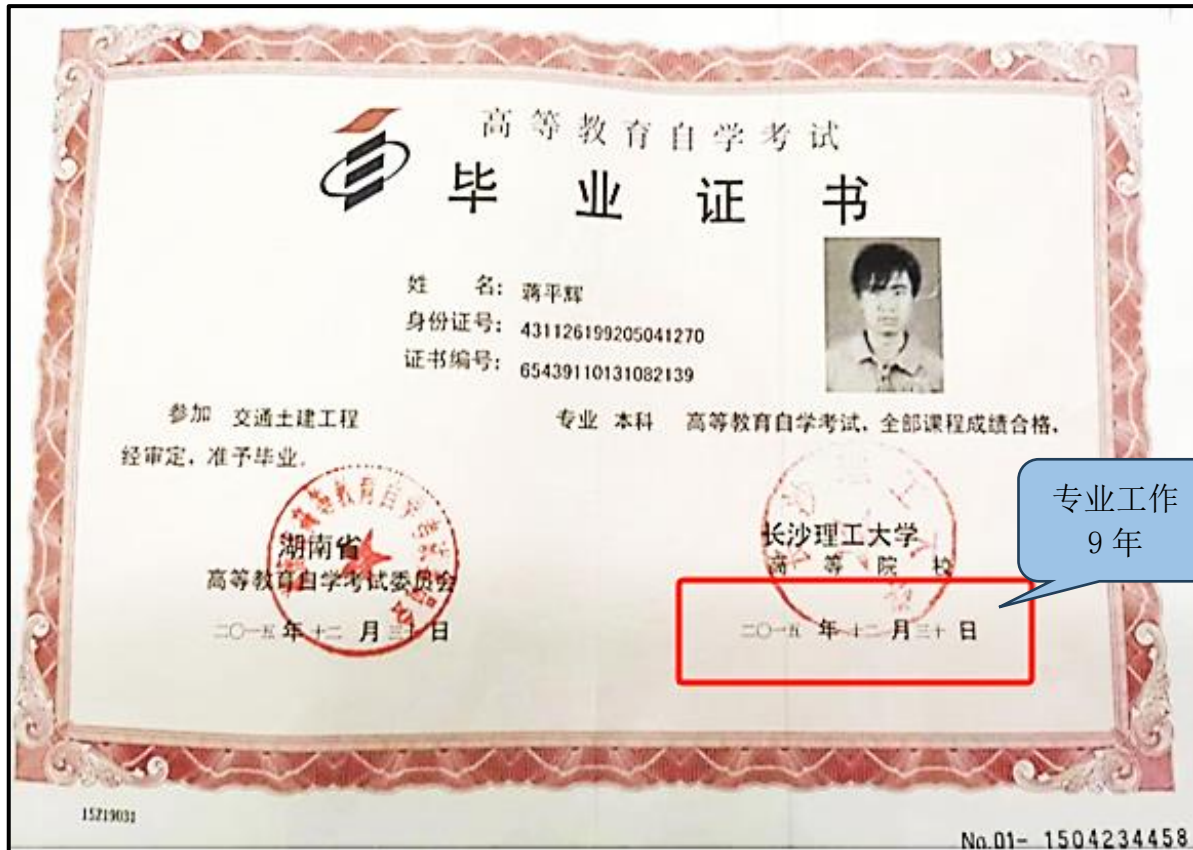 高等教育自学考试
毕业证书
姓 名：蒋平辉
身份证号：431126199205041270
证书编号：65439110131082139
参加 交通土建工程 专业 本科 高等教育自学考试，全部课程成绩合格，
经审定，准予毕业．
湖南省
高等教育自学考试委员会
二〇一五 年 十二 月 三十 日
长沙理工大学
高 等 院 校
二〇一五 年 十二 月 三十 日
专业工作
9年
15219031
No.01- 1504234458